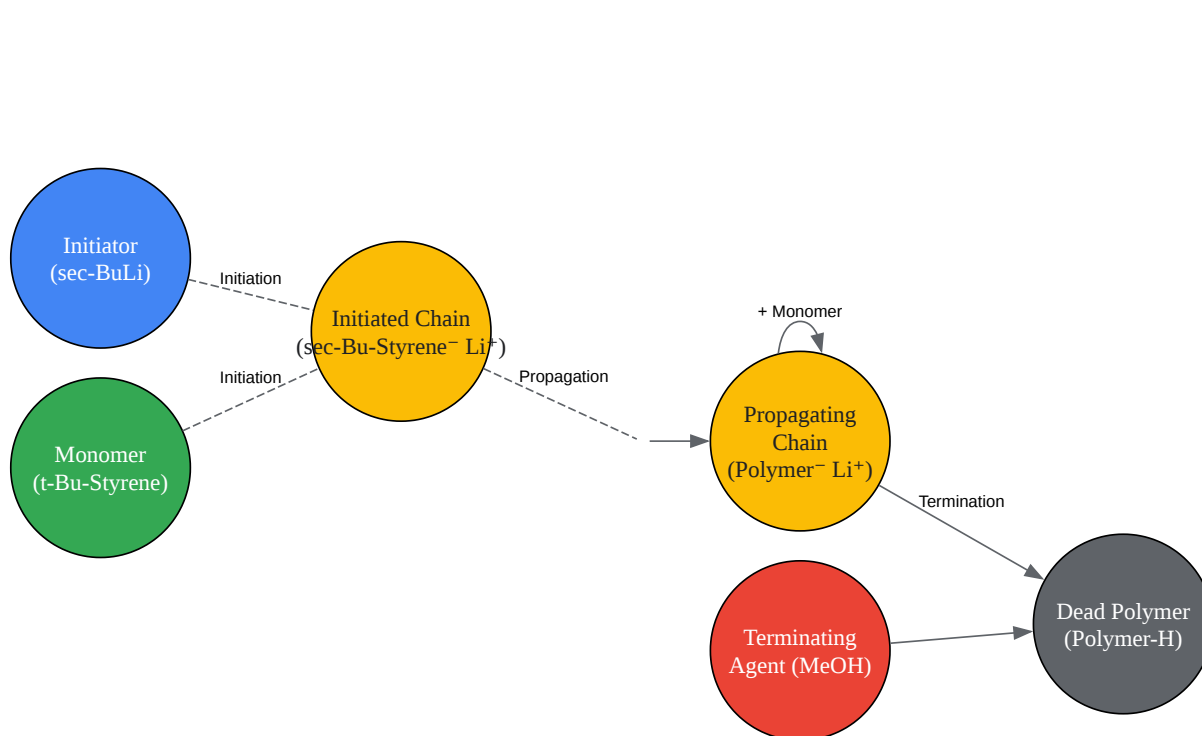 Initiator
(sec-BuLi)
Initiation
Monomer
(t-Bu-Styrene)
Initiation
Initiated Chain
(sec-Bu-Styrene⁻ Li⁺)
Propagation
+ Monomer
Propagating
Chain
(Polymer⁻ Li⁺)
Termination
Terminating
Agent (MeOH)
Dead Polymer
(Polymer-H)